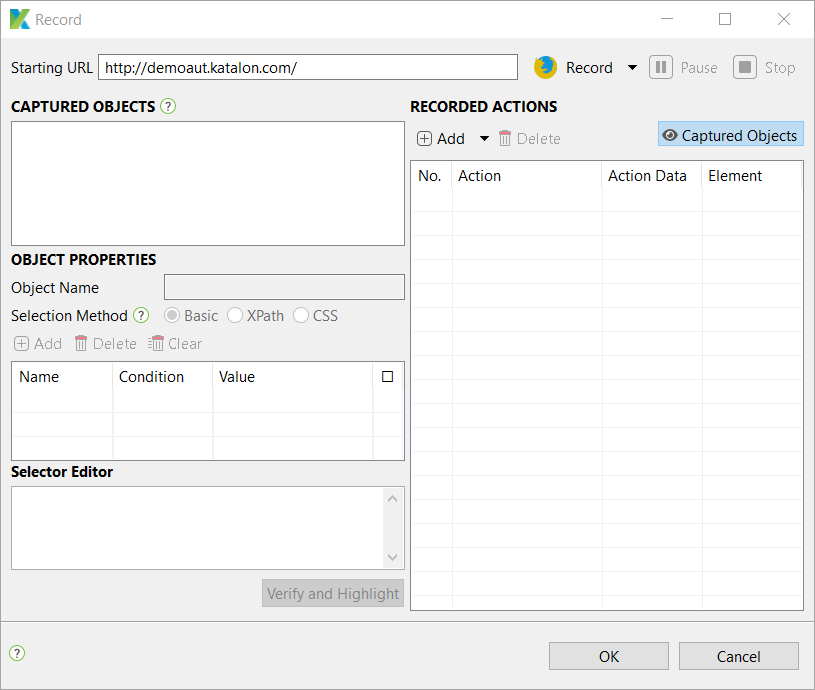 Record
Starting URL http://demoaut.katalon.com/ Record Pause Stop
CAPTURED OBJECTS ?
RECORDED ACTIONS
Add Delete Captured Objects
No. Action Action Data Element
OBJECT PROPERTIES
Object Name
Selection Method ? Basic XPath CSS
Add Delete Clear
Name Condition Value
Selector Editor
Verify and Highlight
? OK Cancel